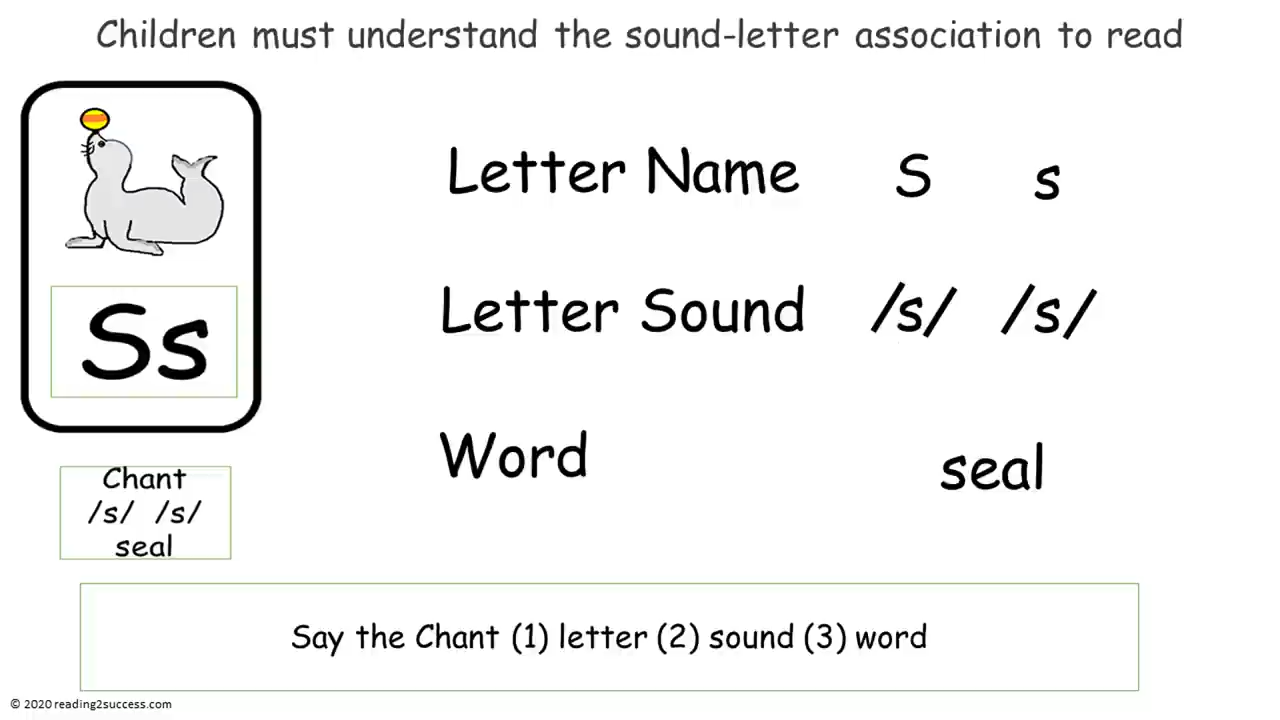 Children must understand the sound-letter association to read
Ss
Chant
/s/ /s/
seal
Letter Name S s
Letter Sound /s/ /s/
Word seal
Say the Chant (1) letter (2) sound (3) word
© 2020 reading2success.com